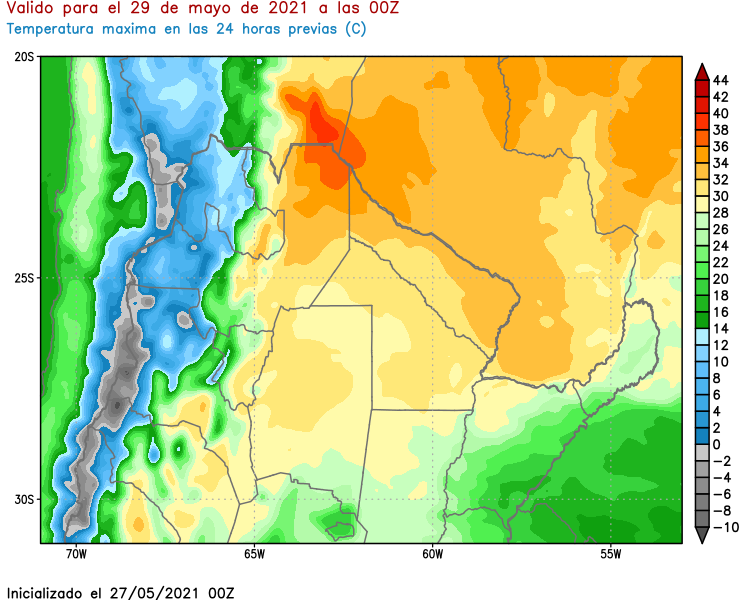 Valido para el 29 de mayo de 2021 a las 00Z
Temperatura maxima en las 24 horas previas (C)
20S
25S
30S
70W
65W
60W
55W
44
42
40
38
36
34
32
30
28
26
24
22
20
18
16
14
12
10
8
6
4
2
0
−2
−4
−6
−8
−10
Inicializado el 27/05/2021 00Z